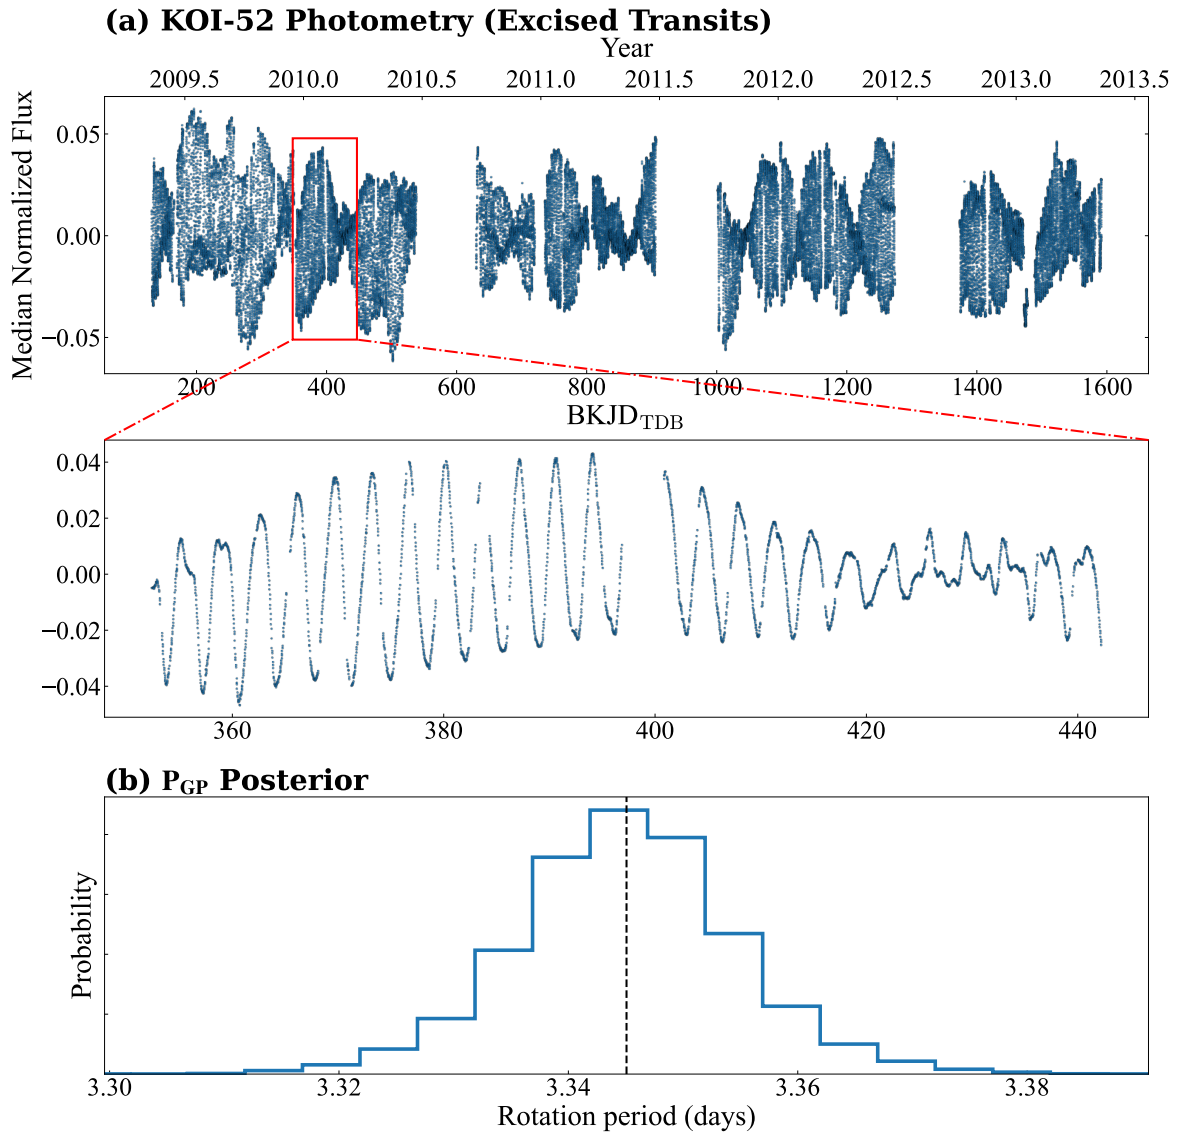 (a) KOI-52 Photometry (Excised Transits)
Year
2009.5 2010.0 2010.5 2011.0 2011.5 2012.0 2012.5 2013.0 2013.5
Median Normalized Flux
0.05
0.00
−0.05
200 400 600 800 1000 1200 1400 1600
BKJD_TDB
0.04
0.02
0.00
−0.02
−0.04
360 380 400 420 440
(b) P_GP Posterior
Probability
3.30 3.32 3.34 3.36 3.38
Rotation period (days)